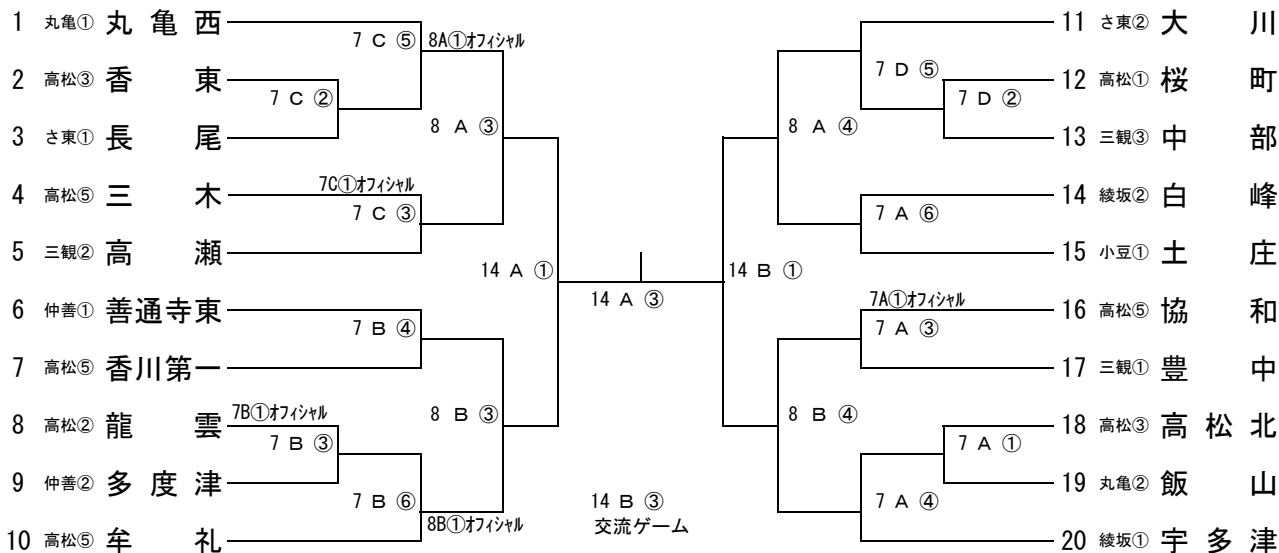 1 丸亀① 丸亀西
7 C ⑤
8A①オフィシャル
2 高松③ 香東
7 C ②
3 さ東① 長尾
8 A ③
4 高松⑤ 三木
7C①オフィシャル
7 C ③
5 三観② 高瀬
14 A ①
6 仲善① 善通寺東
7 B ④
7 高松⑤ 香川第一
8 高松② 龍雲
7B①オフィシャル
7 B ③
8 B ③
9 仲善② 多度津
7 B ⑥
8B①オフィシャル
10 高松⑤ 牟礼
14 A ③
14 B ③
交流ゲーム
11 さ東② 大川
7 D ⑤
12 高松① 桜町
7 D ②
8 A ④
13 三観③ 中部
14 綾坂② 白峰
7 A ⑥
15 小豆① 土庄
14 B ①
7A①オフィシャル
16 高松⑤ 協和
7 A ③
17 三観① 豊中
8 B ④
18 高松③ 高松北
7 A ①
19 丸亀② 飯山
7 A ④
20 綾坂① 宇多津